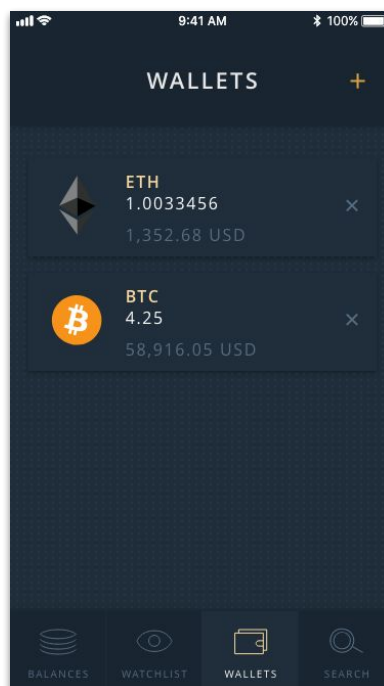 9:41 AM
100%
WALLETS
+
ETH
1.0033456
×
1,352.68 USD
BTC
4.25
×
58,916.05 USD
BALANCES
WATCHLIST
WALLETS
SEARCH